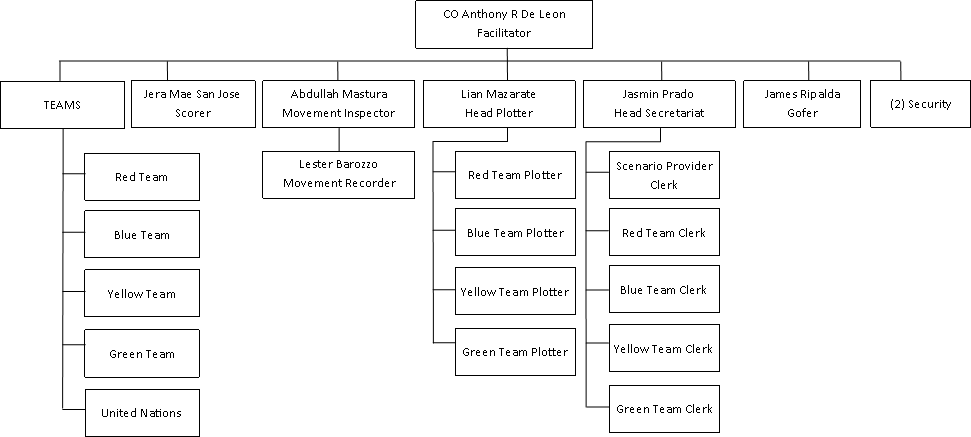 CO Anthony R De Leon
Facilitator
TEAMS
Jera Mae San Jose
Scorer
Abdullah Mastura
Movement Inspector
Lian Mazarate
Head Plotter
Jasmin Prado
Head Secretariat
James Ripalda
Gofer
(2) Security
Red Team
Blue Team
Yellow Team
Green Team
United Nations
Lester Barozzo
Movement Recorder
Red Team Plotter
Blue Team Plotter
Yellow Team Plotter
Green Team Plotter
Scenario Provider
Clerk
Red Team Clerk
Blue Team Clerk
Yellow Team Clerk
Green Team Clerk